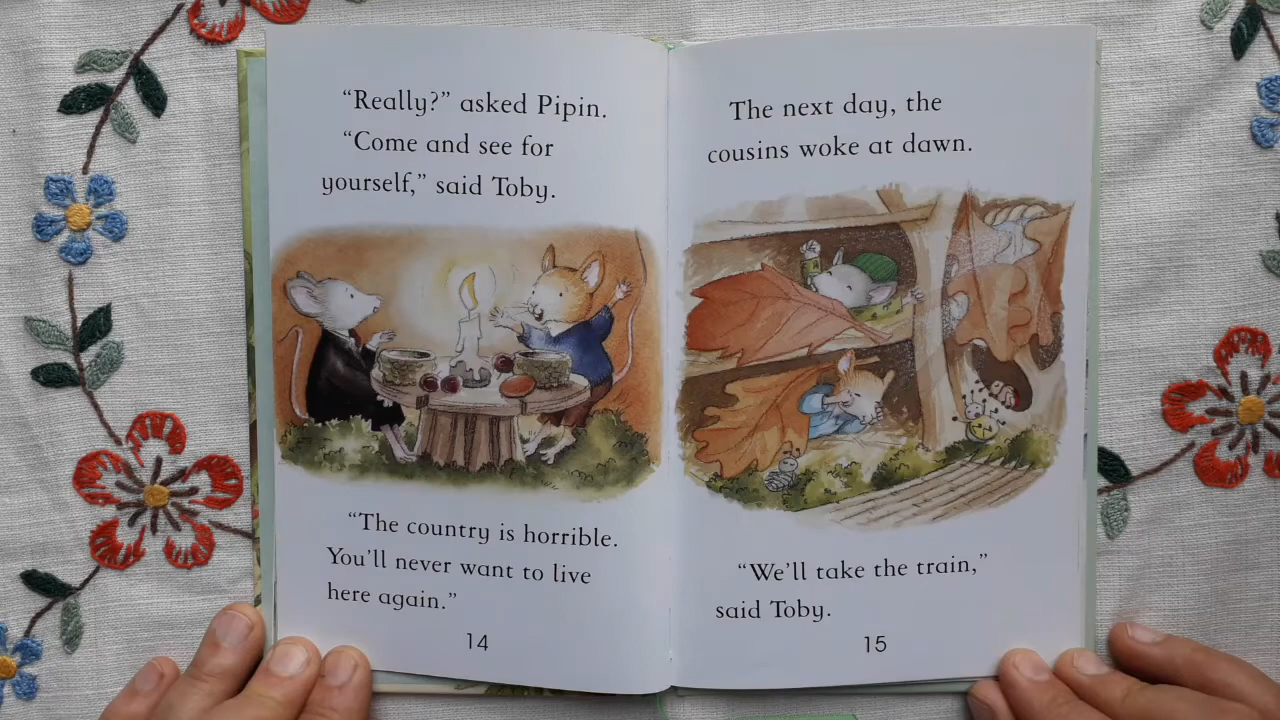 “Really?” asked Pipin.
“Come and see for
yourself,” said Toby.
“The country is horrible.
You’ll never want to live
here again.”
14
The next day, the
cousins woke at dawn.
“We’ll take the train,”
said Toby.
15